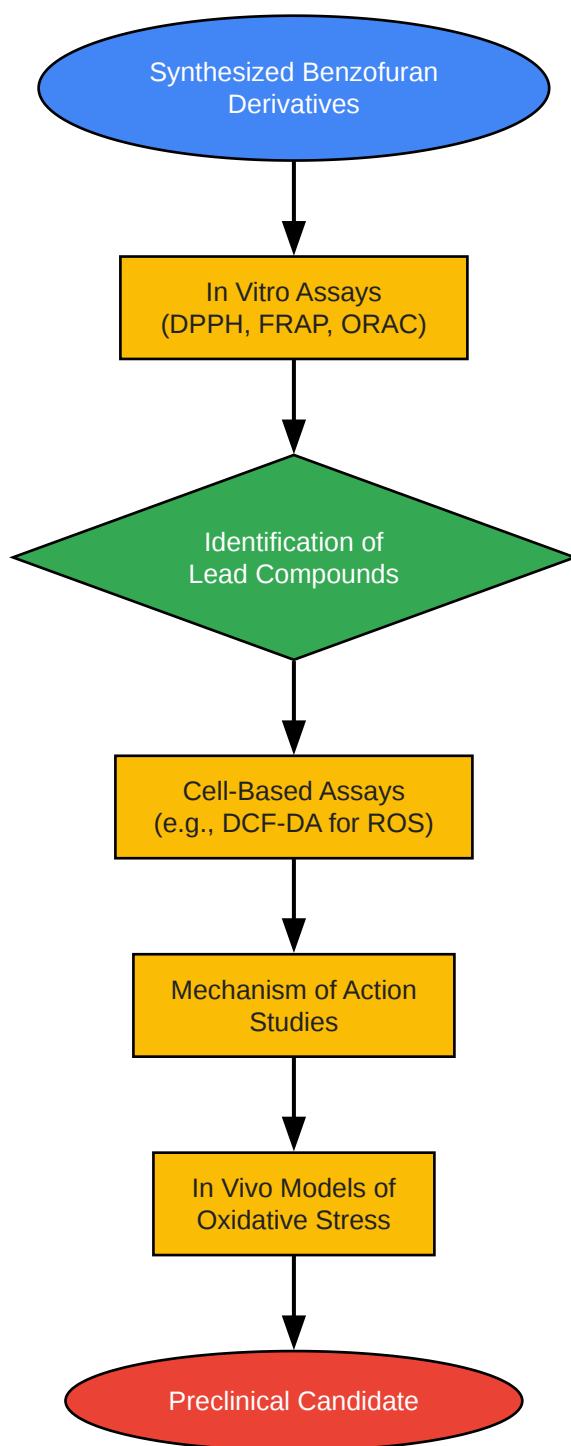 Synthesized Benzofuran
Derivatives
In Vitro Assays
(DPPH, FRAP, ORAC)
Identification of
Lead Compounds
Cell-Based Assays
(e.g., DCF-DA for ROS)
Mechanism of Action
Studies
In Vivo Models of
Oxidative Stress
Preclinical Candidate